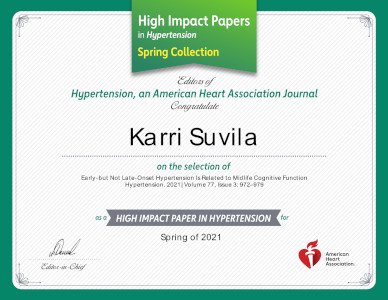 High Impact Papers
in Hypertension
Spring Collection
Editors of
Hypertension, an American Heart Association Journal
Congratulate
Karri Suvila
on the selection of
Early-but Not Late-Onset Hypertension Is Related to Midlife Cognitive Function
Hypertension. 2021|Volume 77, Issue 3: 972–979
as a HIGH IMPACT PAPER IN HYPERTENSION for
Spring of 2021
Editor-in-Chief
American
Heart
Association.